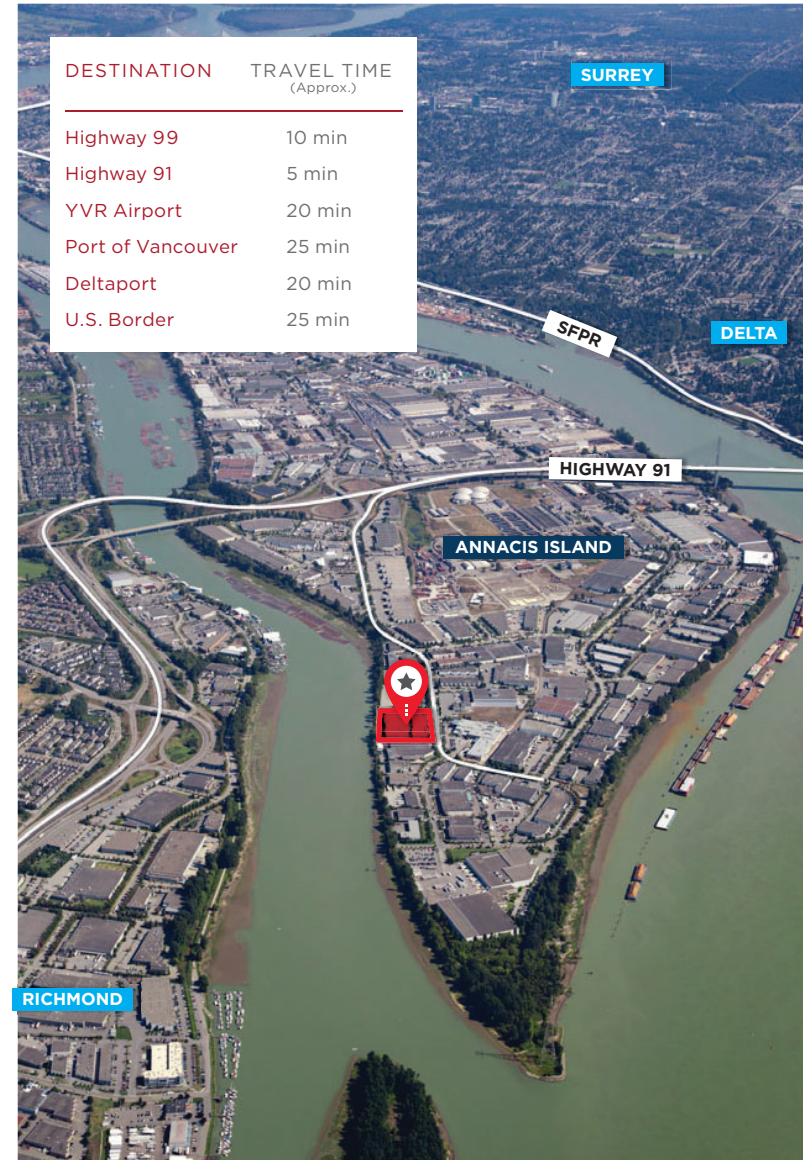 DESTINATION TRAVEL TIME
(Approx.)
Highway 99 10 min
Highway 91 5 min
YVR Airport 20 min
Port of Vancouver 25 min
Deltaport 20 min
U.S. Border 25 min
SURREY
SFPR
DELTA
HIGHWAY 91
ANNACIS ISLAND
RICHMOND